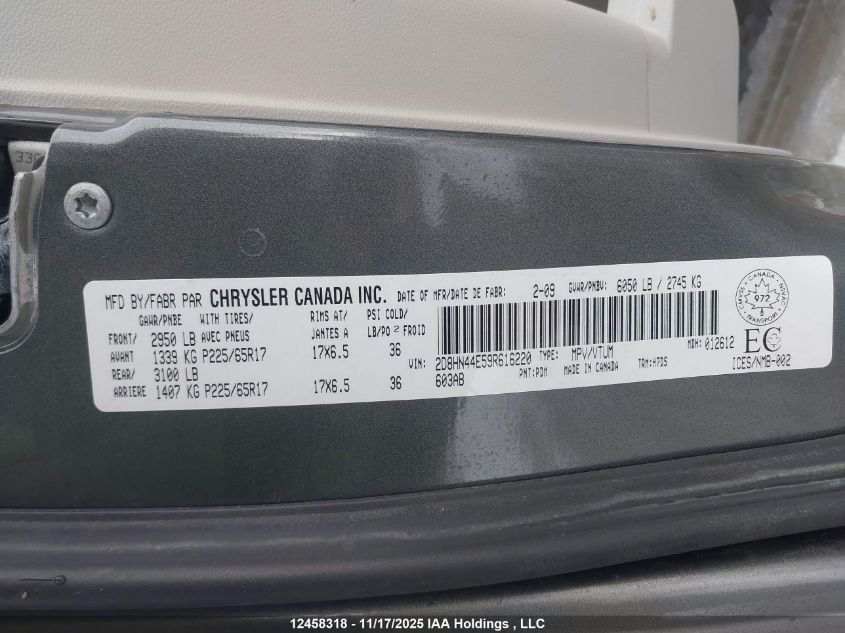 33
MFD BY/FABR PAR CHRYSLER CANADA INC. DATE OF MFR/DATE DE FABR: 2-09 GVWR/PNBV: 6050 LB / 2745 KG
GAWR/PNBE WITH TIRES/ RIMS AT/ PSI COLD/
FRONT/ 2950 LB AVEC PNEUS JANTES A LB/PO 2 FROID
AVANT 1339 KG P225/65R17 17X6.5 36
REAR/ 3100 LB
ARRIERE 1407 KG P225/65R17 17X6.5 36
VIN: 2D8HN44E59R616220 TYPE: MPV/VTUM MDH: 012612
603AB PNT:PDM MADE IN CANADA TRM:H7DS
CANADA
972
TRANSPORT
EC
ICES/NMB-002
12458318 - 11/17/2025 IAA Holdings , LLC